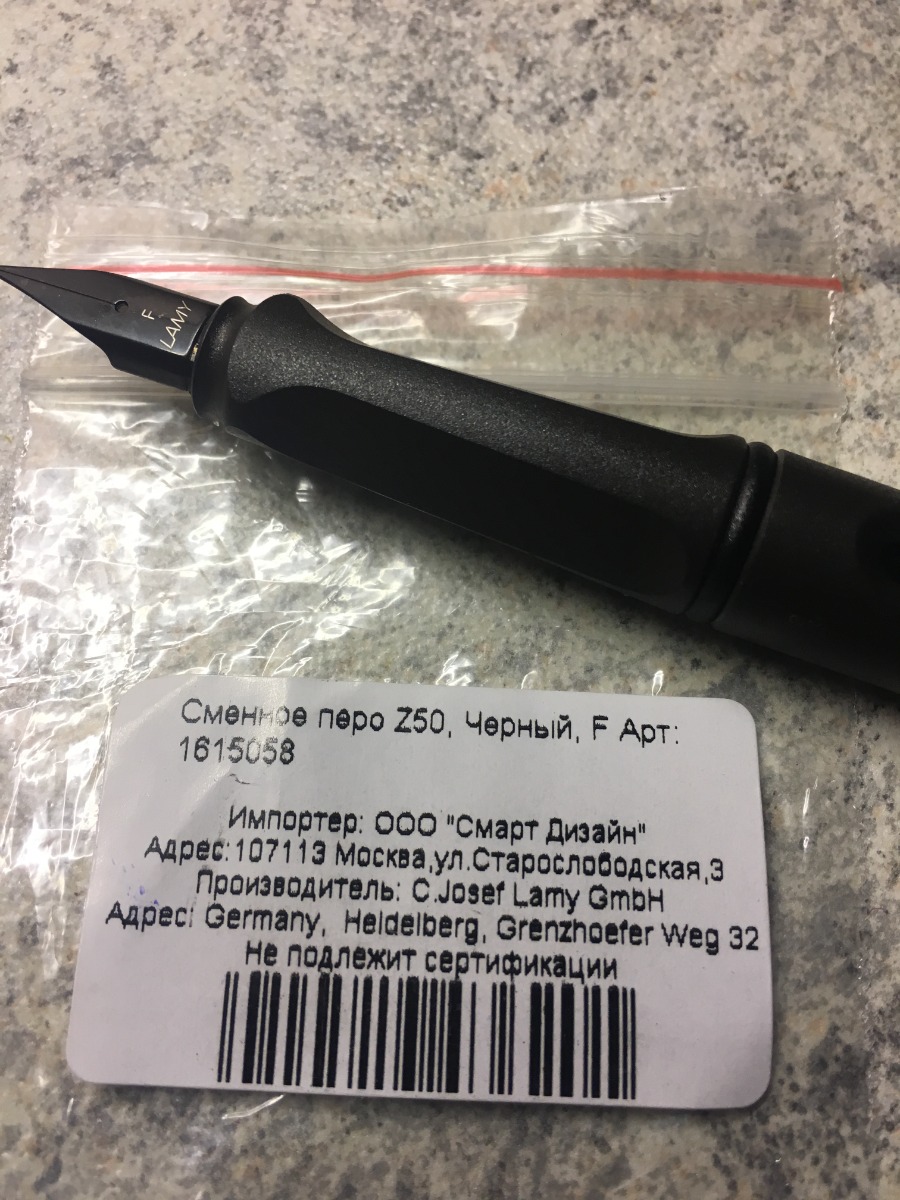 F
LAMY
Сменное перо Z50, Черный, F Арт:
1615058
Импортер: ООО "Смарт Дизайн"
Адрес:107113 Москва,ул.Старослободская,3
Производитель: C.Josef Lamy GmbH
Адрес: Germany, Heidelberg, Grenzhoefer Weg 32
Не подлежит сертификации